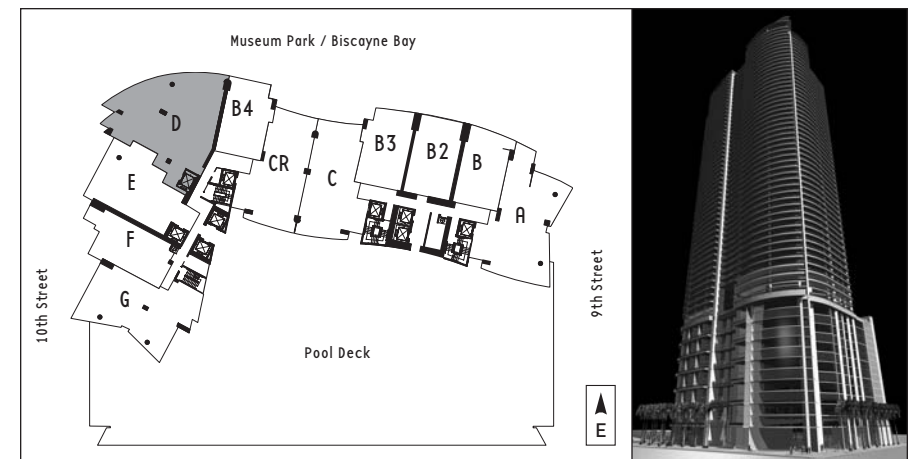 Museum Park / Biscayne Bay
B4
D
B3
B2
B
CR
C
E
A
F
G
10th Street
9th Street
Pool Deck
E